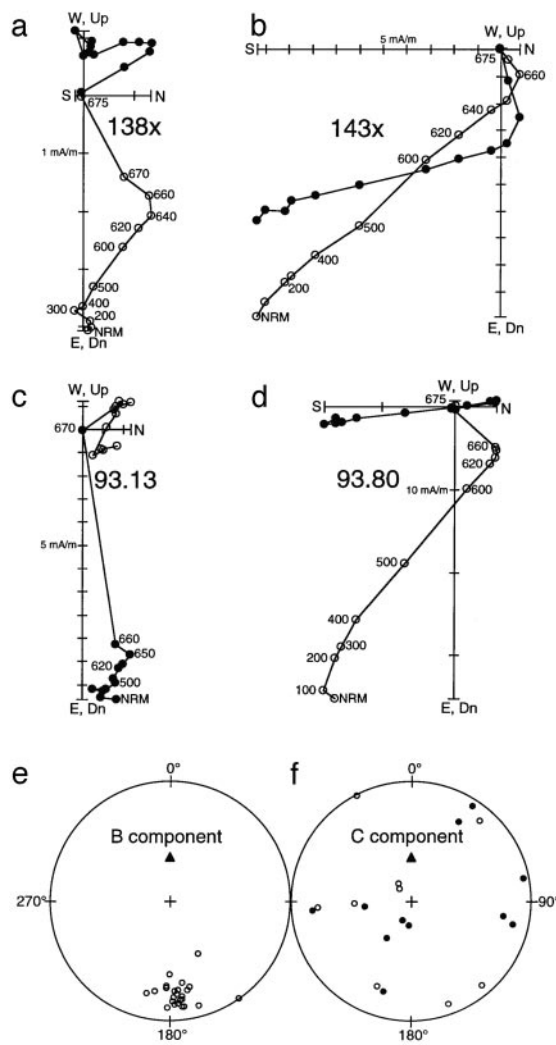 a
W, Up
S
N
675
138x
1 mA/m
670
660
640
620
600
500
400
300
200
NRM
E, Dn
b
5 mA/m
W, Up
S
N
675
660
640
620
143x
600
500
400
200
NRM
E, Dn
c
W, Up
670
N
93.13
5 mA/m
660
650
620
500
NRM
E, Dn
d
W, Up
675
S
N
93.80
660
620
10 mA/m
600
500
400
300
200
100
NRM
E, Dn
e
0°
B component
270°
180°
f
0°
C component
90°
180°